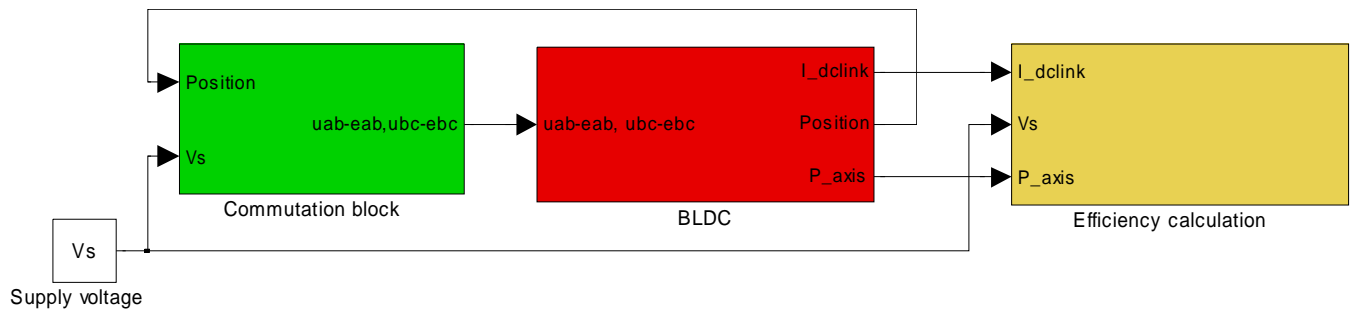 Position
Vs
uab-eab,ubc-ebc
Commutation block
uab-eab, ubc-ebc
I_dclink
Position
P_axis
BLDC
I_dclink
Vs
P_axis
Efficiency calculation
Vs
Supply voltage